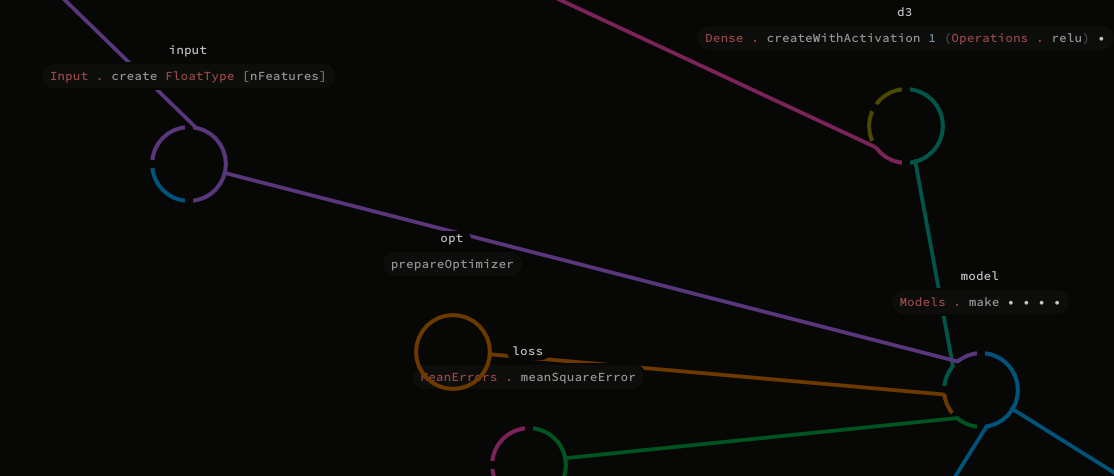 d3
Dense . createWithActivation 1 (Operations . relu) •
input
Input . create FloatType [nFeatures]
opt
prepareOptimizer
model
Models . make • • • •
loss
MeanErrors . meanSquareError